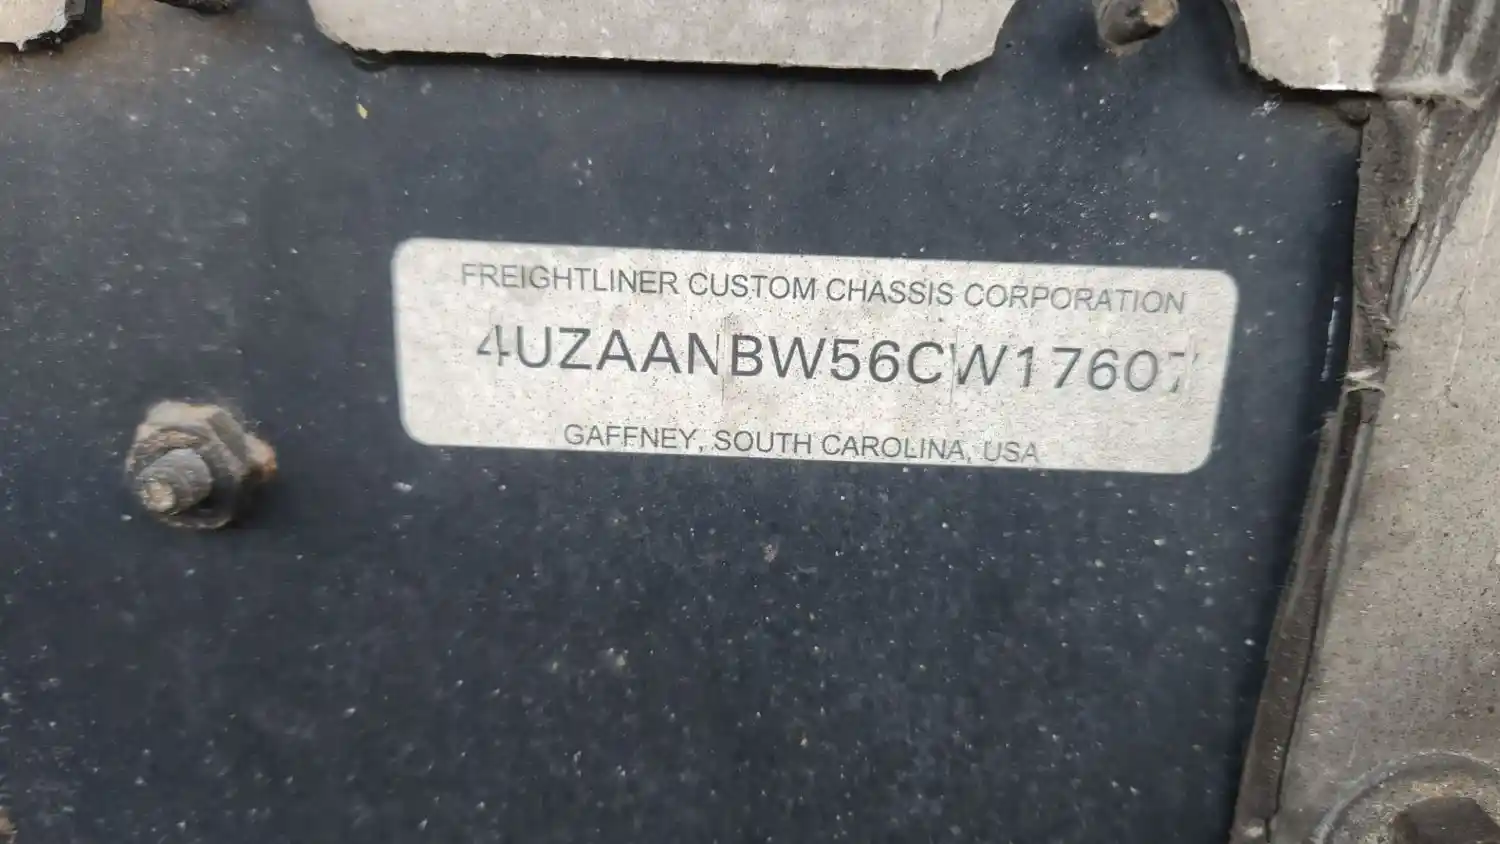 FREIGHTLINER CUSTOM CHASSIS CORPORATION
4UZAANBW56CW17607
GAFFNEY, SOUTH CAROLINA, USA